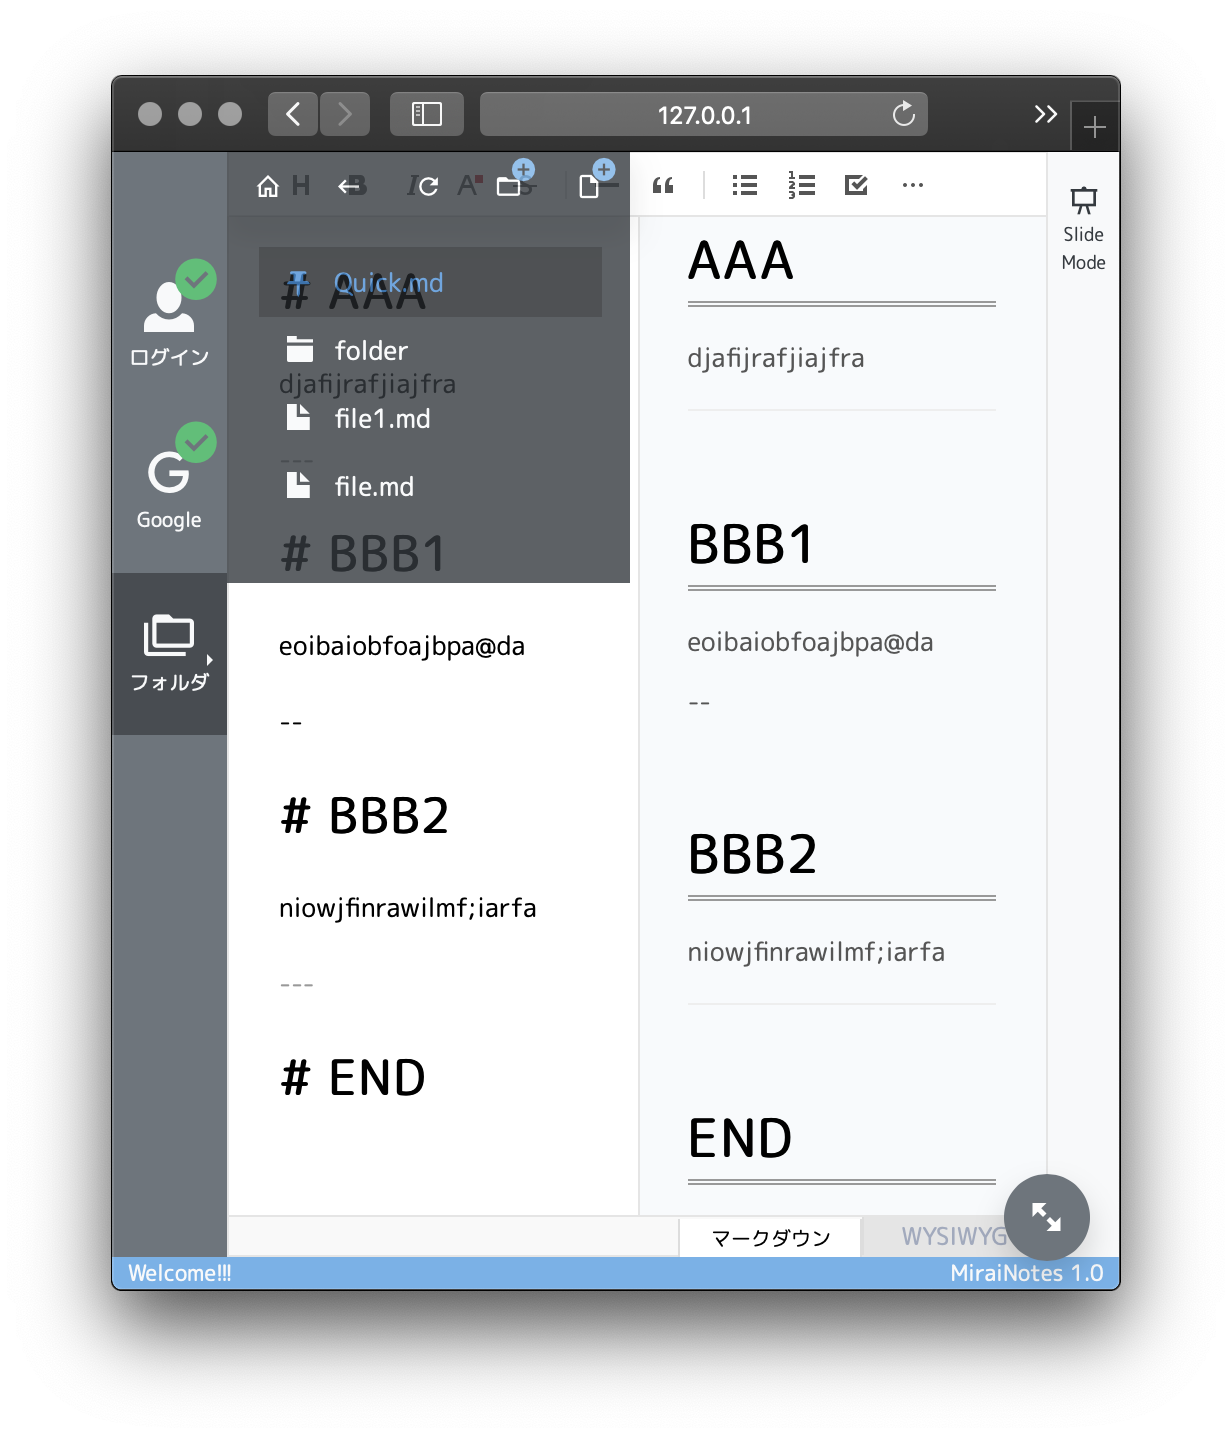 127.0.0.1
H B I A S
“
Slide
Mode
ログイン
Google
フォルダ
Quick.md
# AAA
folder
djafijrafjiajfra
file1.md
---
file.md
# BBB1
eoibaiobfoajbpa@da
--
# BBB2
niowjfinrawilmf;iarfa
---
# END
AAA
djafijrafjiajfra
BBB1
eoibaiobfoajbpa@da
--
BBB2
niowjfinrawilmf;iarfa
END
マークダウン
WYSIWYG
Welcome!!!
MiraiNotes 1.0